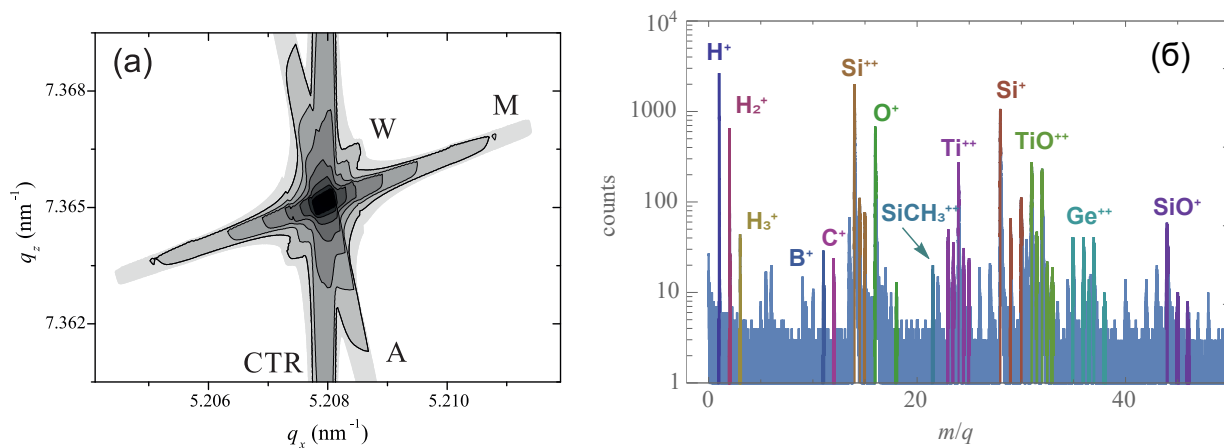 (а)
7.368
7.365
7.362
q_z (nm⁻¹)
M
W
A
CTR
5.206
5.208
5.210
q_x (nm⁻¹)
(б)
10⁴
1000
100
10
1
counts
H⁺
H₂⁺
H₃⁺
B⁺
C⁺
Si⁺⁺
O⁺
SiCH₃⁺⁺
Ti⁺⁺
Si⁺
TiO⁺⁺
Ge⁺⁺
SiO⁺
0
20
40
m/q